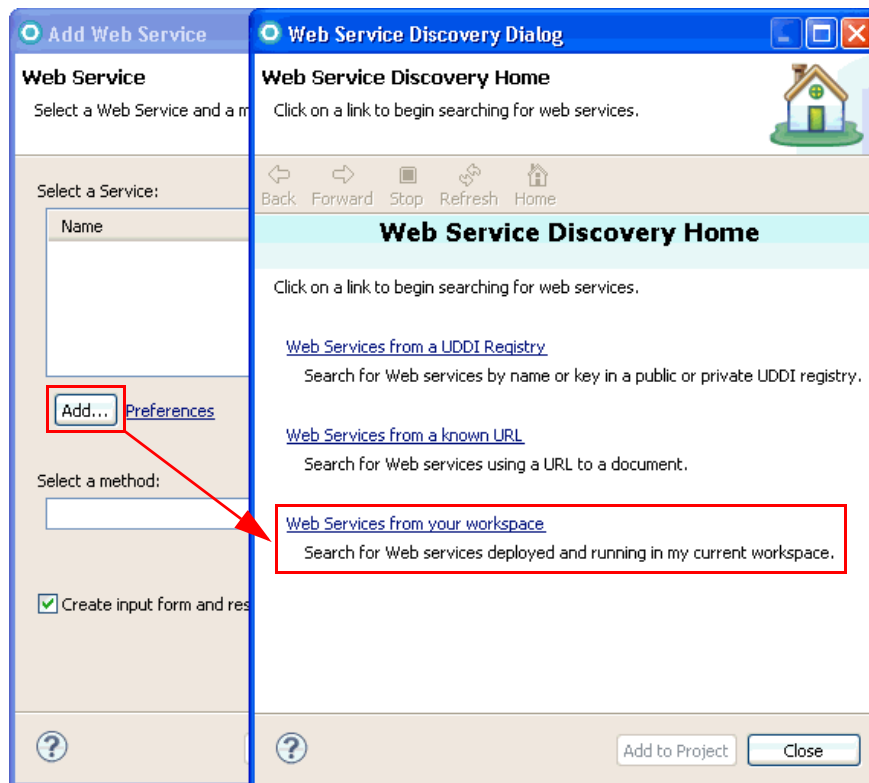 Add Web Service
Web Service
Select a Web Service and a m
Select a Service:
Name
Add...
Preferences
Select a method:
Create input form and res
Web Service Discovery Dialog
Web Service Discovery Home
Click on a link to begin searching for web services.
Back Forward Stop Refresh Home
Web Service Discovery Home
Click on a link to begin searching for web services.
Web Services from a UDDI Registry
Search for Web services by name or key in a public or private UDDI registry.
Web Services from a known URL
Search for Web services using a URL to a document.
Web Services from your workspace
Search for Web services deployed and running in my current workspace.
Add to Project
Close